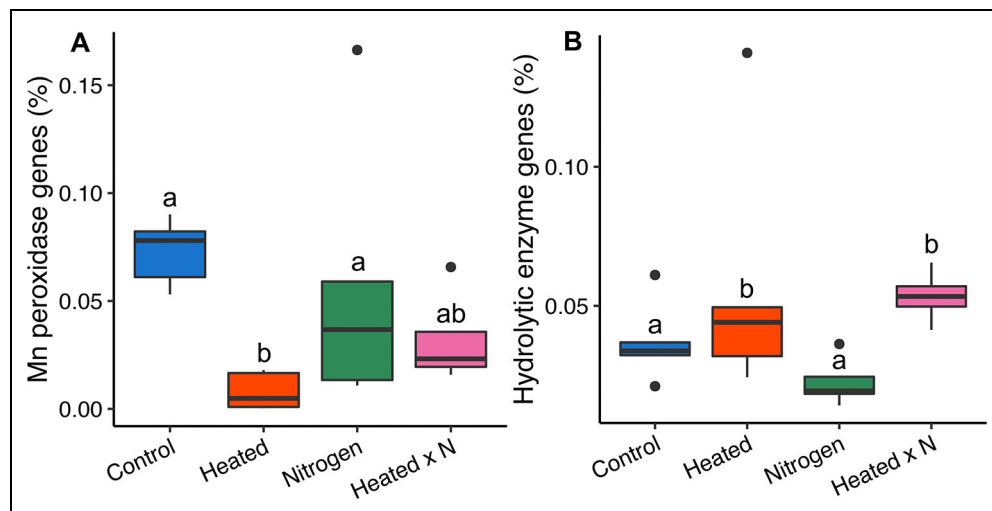 A
Mn peroxidase genes (%)
0.15
0.10
0.05
0.00
a
b
a
ab
Control
Heated
Nitrogen
Heated x N
B
Hydrolytic enzyme genes (%)
0.10
0.05
a
b
a
b
Control
Heated
Nitrogen
Heated x N